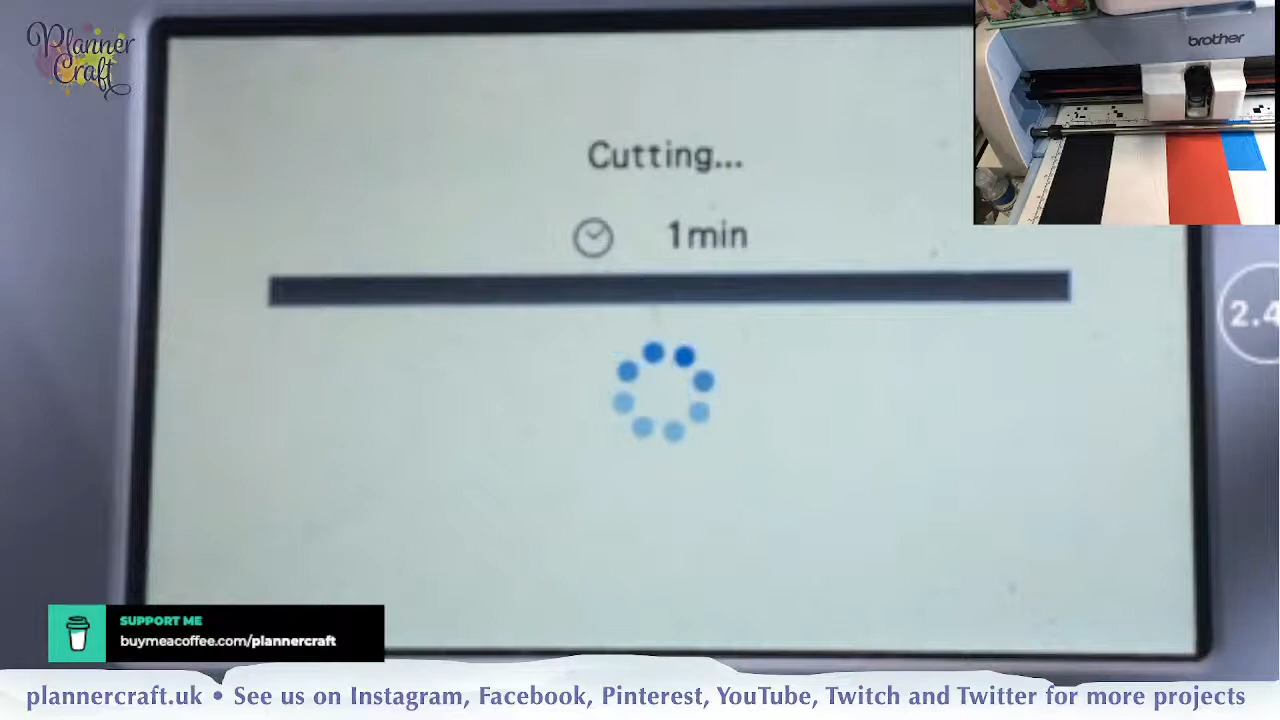 Planner
Craft
brother
Cutting...
1min
2.4
SUPPORT ME
buymeacoffee.com/plannercraft
plannercraft.uk • See us on Instagram, Facebook, Pinterest, YouTube, Twitch and Twitter for more projects